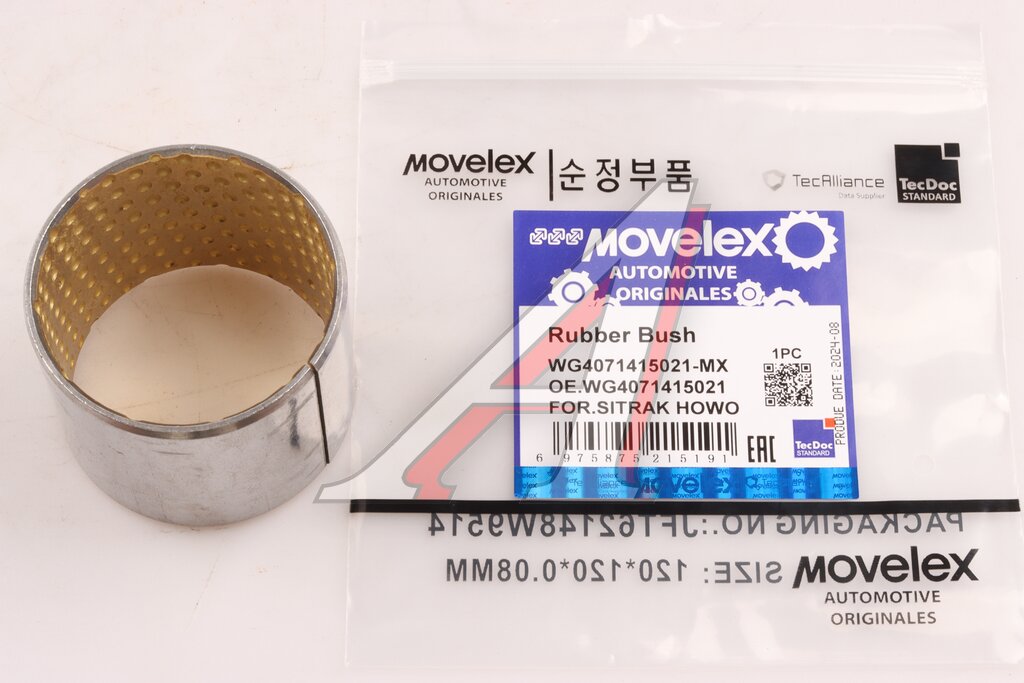 Movelex
AUTOMOTIVE
ORIGINALES
순정부품
TecAlliance
Data Supplier
TecDoc
STANDARD
Movelex
AUTOMOTIVE
ORIGINALES
Rubber Bush
WG4071415021-MX
OE.WG4071415021
FOR.SITRAK HOWO
1PC
PRODUE DATE:2024-08
6 975875 215191
EAC
TecDoc
STANDARD
Movelex
PACKAGING NO.:JFT62148W9514
SIZE: 120*120*0.08MM
Movelex
AUTOMOTIVE
ORIGINALES